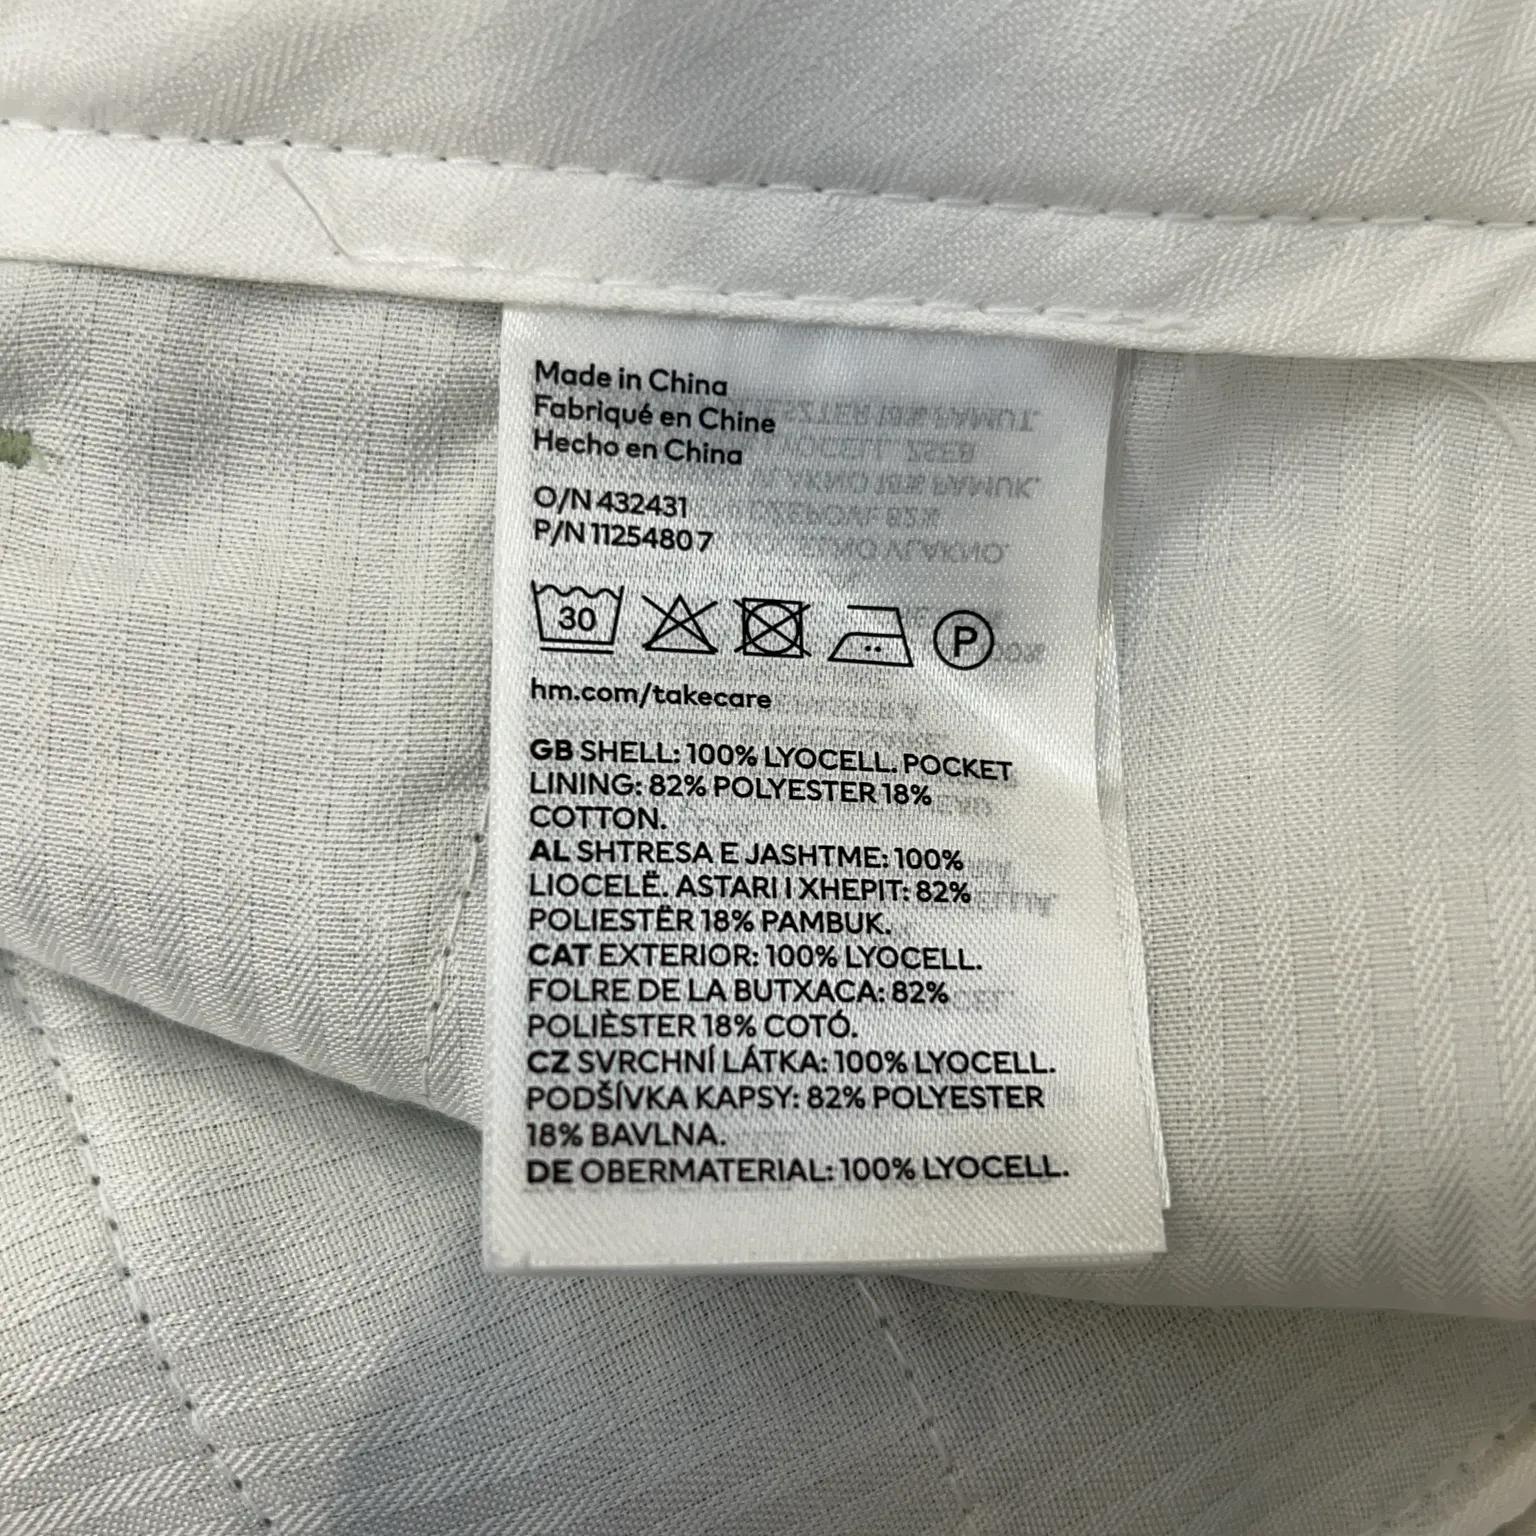 Made in China
Fabriqué en Chine
Hecho en China
O/N 432431
P/N 11254807
30
P
hm.com/takecare
GB SHELL: 100% LYOCELL. POCKET
LINING: 82% POLYESTER 18%
COTTON.
AL SHTRESA E JASHTME: 100%
LIOCELË. ASTARI I XHEPIT: 82%
POLIESTËR 18% PAMBUK.
CAT EXTERIOR: 100% LYOCELL.
FOLRE DE LA BUTXACA: 82%
POLIÈSTER 18% COTÓ.
CZ SVRCHNÍ LÁTKA: 100% LYOCELL.
PODŠÍVKA KAPSY: 82% POLYESTER
18% BAVLNA.
DE OBERMATERIAL: 100% LYOCELL.